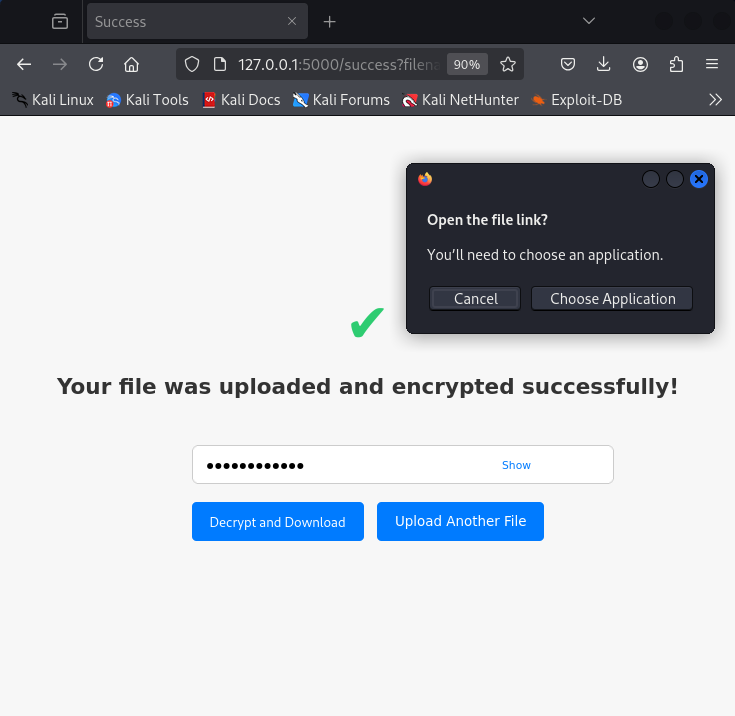 Success
127.0.0.1:5000/success?filena
90%
Kali Linux
Kali Tools
Kali Docs
Kali Forums
Kali NetHunter
Exploit-DB
Open the file link?
You’ll need to choose an application.
Cancel
Choose Application
Your file was uploaded and encrypted successfully!
Show
Decrypt and Download
Upload Another File